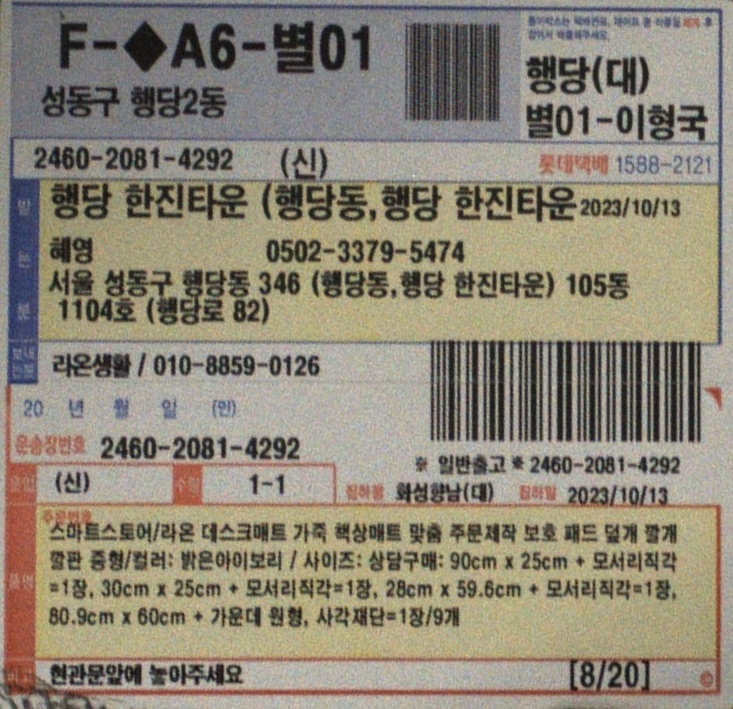 F-◆A6-별01
성동구 행당2동
행당(대)
별01-이형국
2460-2081-4292 (신)
롯데택배 1588-2121
받
행당 한진타운 (행당동,행당 한진타운 2023/10/13
는
혜영 0502-3379-5474
서울 성동구 행당동 346 (행당동,행당 한진타운) 105동
분
1104호 (행당로 82)
라온생활 / 010-8859-0126
20 년 월 일 (인)
운송장번호 2460-2081-4292
※ 일반출고 ※ 2460-2081-4292
운임 (신) 수량 1-1
집하점 화성향남(대) 집하일 2023/10/13
주문번호
스마트스토어/라온 데스크매트 가죽 책상매트 맞춤 주문제작 보호 패드 덮개 깔개
깔판 중형/컬러: 밝은아이보리 / 사이즈: 상담구매: 90cm x 25cm + 모서리직각
품명
=1장, 30cm x 25cm + 모서리직각=1장, 28cm x 59.6cm + 모서리직각=1장,
80.9cm x 60cm + 가운데 원형, 사각재단=1장/9개
현관문앞에 놓아주세요 [8/20] ©